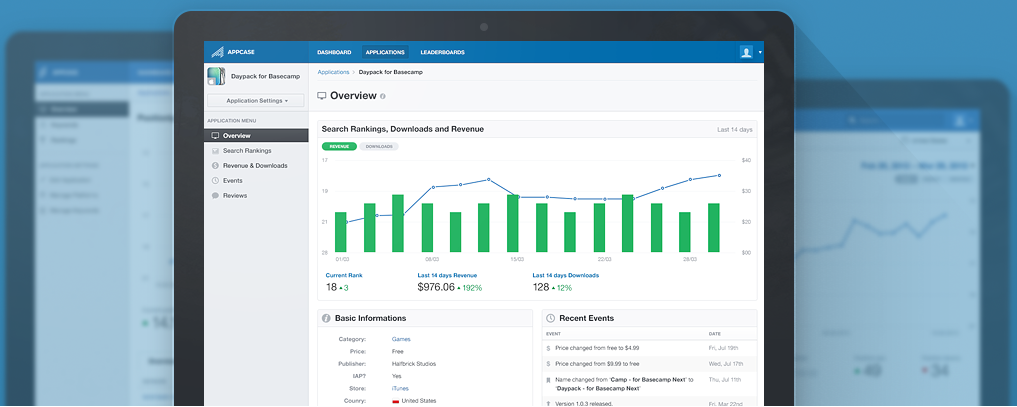 APPCASE
DASHBOARD APPLICATIONS LEADERBOARDS
Daypack for Basecamp
Application Settings
APPLICATION MENU
Overview
Search Rankings
Revenue & Downloads
Events
Reviews
Applications > Daypack for Basecamp
Overview
Search Rankings, Downloads and Revenue Last 14 days
REVENUE DOWNLOADS
17 $40
19 $30
21 $20
28 $00
01/03 08/03 15/03 22/03 28/03
Current Rank Last 14 days Revenue Last 14 days Downloads
18 ▲3 $976.06 ▲192% 128 ▲12%
Basic Informations
Category: Games
Price: Free
Publisher: Halfbrick Studios
IAP? Yes
Store: iTunes
Counry: United States
Recent Events
EVENT DATE
Price changed from free to $4.99 Fri, Jul 19th
Price changed from $9.99 to free Wed, Jul 17th
Name changed from 'Camp - for Basecamp Next' to Thu, Jul 11th
'Daypack - for Basecamp Next'
Version 1.0.3 released. Fri, Mar 22nd
APPCASE
49 34